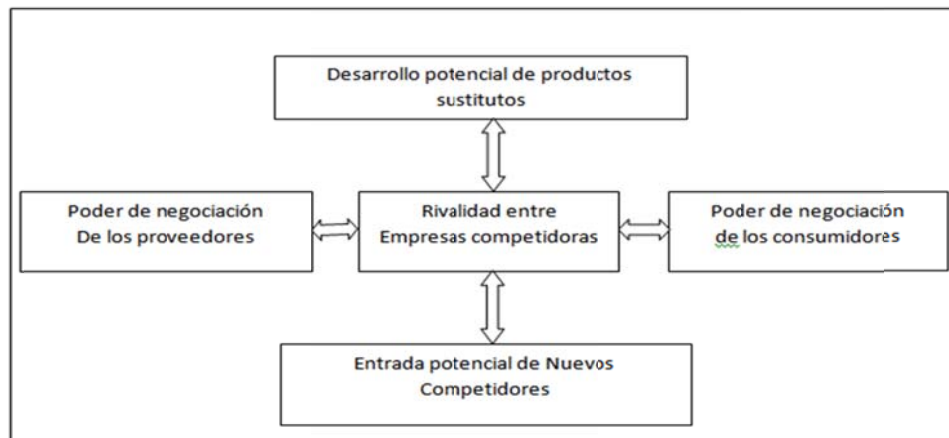 Desarrollo potencial de productos
sustitutos
Poder de negociación
De los proveedores
Rivalidad entre
Empresas competidoras
Poder de negociación
de los consumidores
Entrada potencial de Nuevos
Competidores